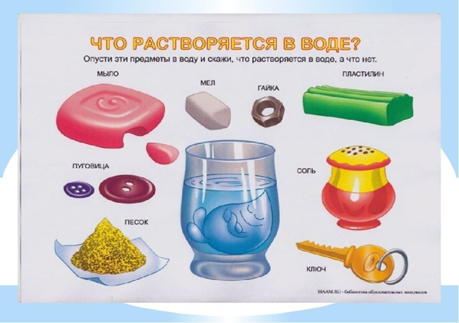 ЧТО РАСТВОРЯЕТСЯ В ВОДЕ?
Опусти эти предметы в воду и скажи, что растворяется в воде, а что нет.
МЫЛО
МЕЛ
ГАЙКА
ПЛАСТИЛИН
ПУГОВИЦА
СОЛЬ
ПЕСОК
КЛЮЧ